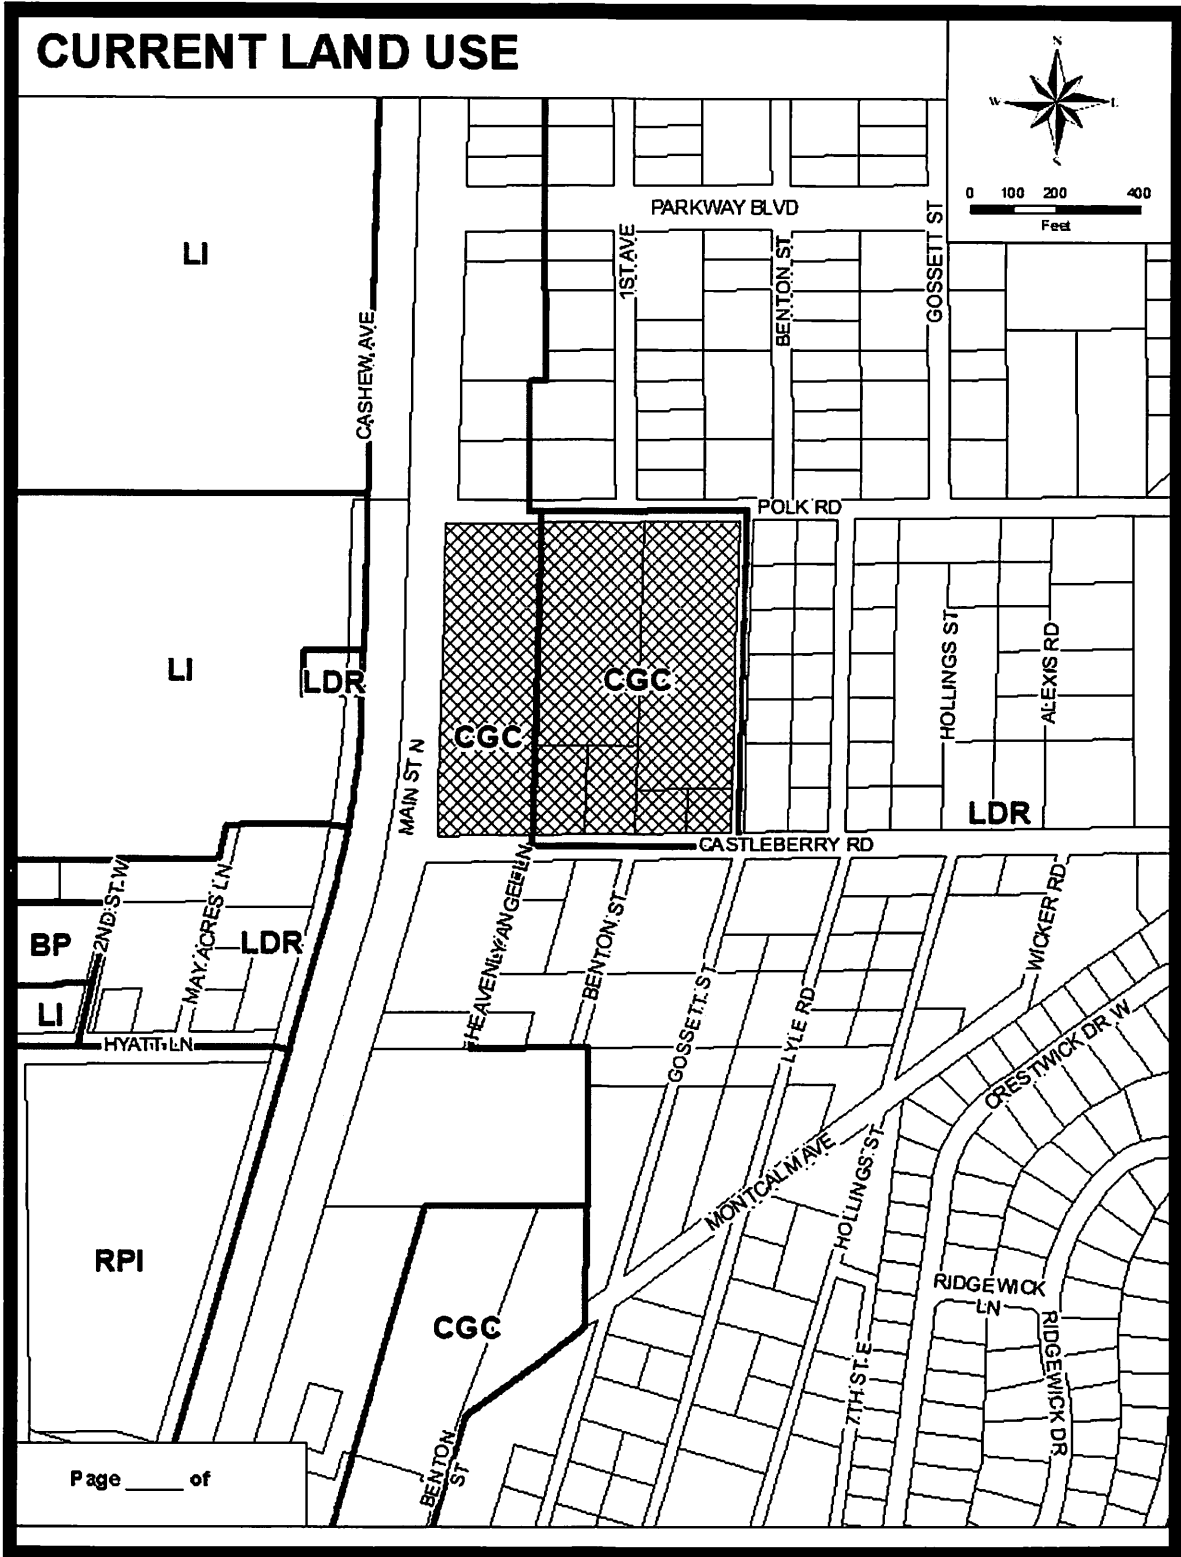 CURRENT LAND USE
N
W
S
0 100 200 400
Feet
PARKWAY BLVD
LI
1ST AVE
BENTON ST
GOSSETT ST
CASHEW AVE
POLK RD
LI
LDR
CGC
CGC
HOLLINGS ST
ALEXIS RD
MAIN ST N
LDR
CASTLEBERRY RD
2ND ST W
MAY ACRES LN
HEAVENLY ANGEL LN
BENTON ST
WICKER RD
BP
LDR
LI
GOSSETT ST
LYLE RD
HYATT LN
CRESTWICK DR W
MONTCALM AVE
HOLLINGS ST
RPI
RIDGEWICK
LN
CGC
RIDGEWICK DR
7TH ST E
BENTON
ST
Page _____ of